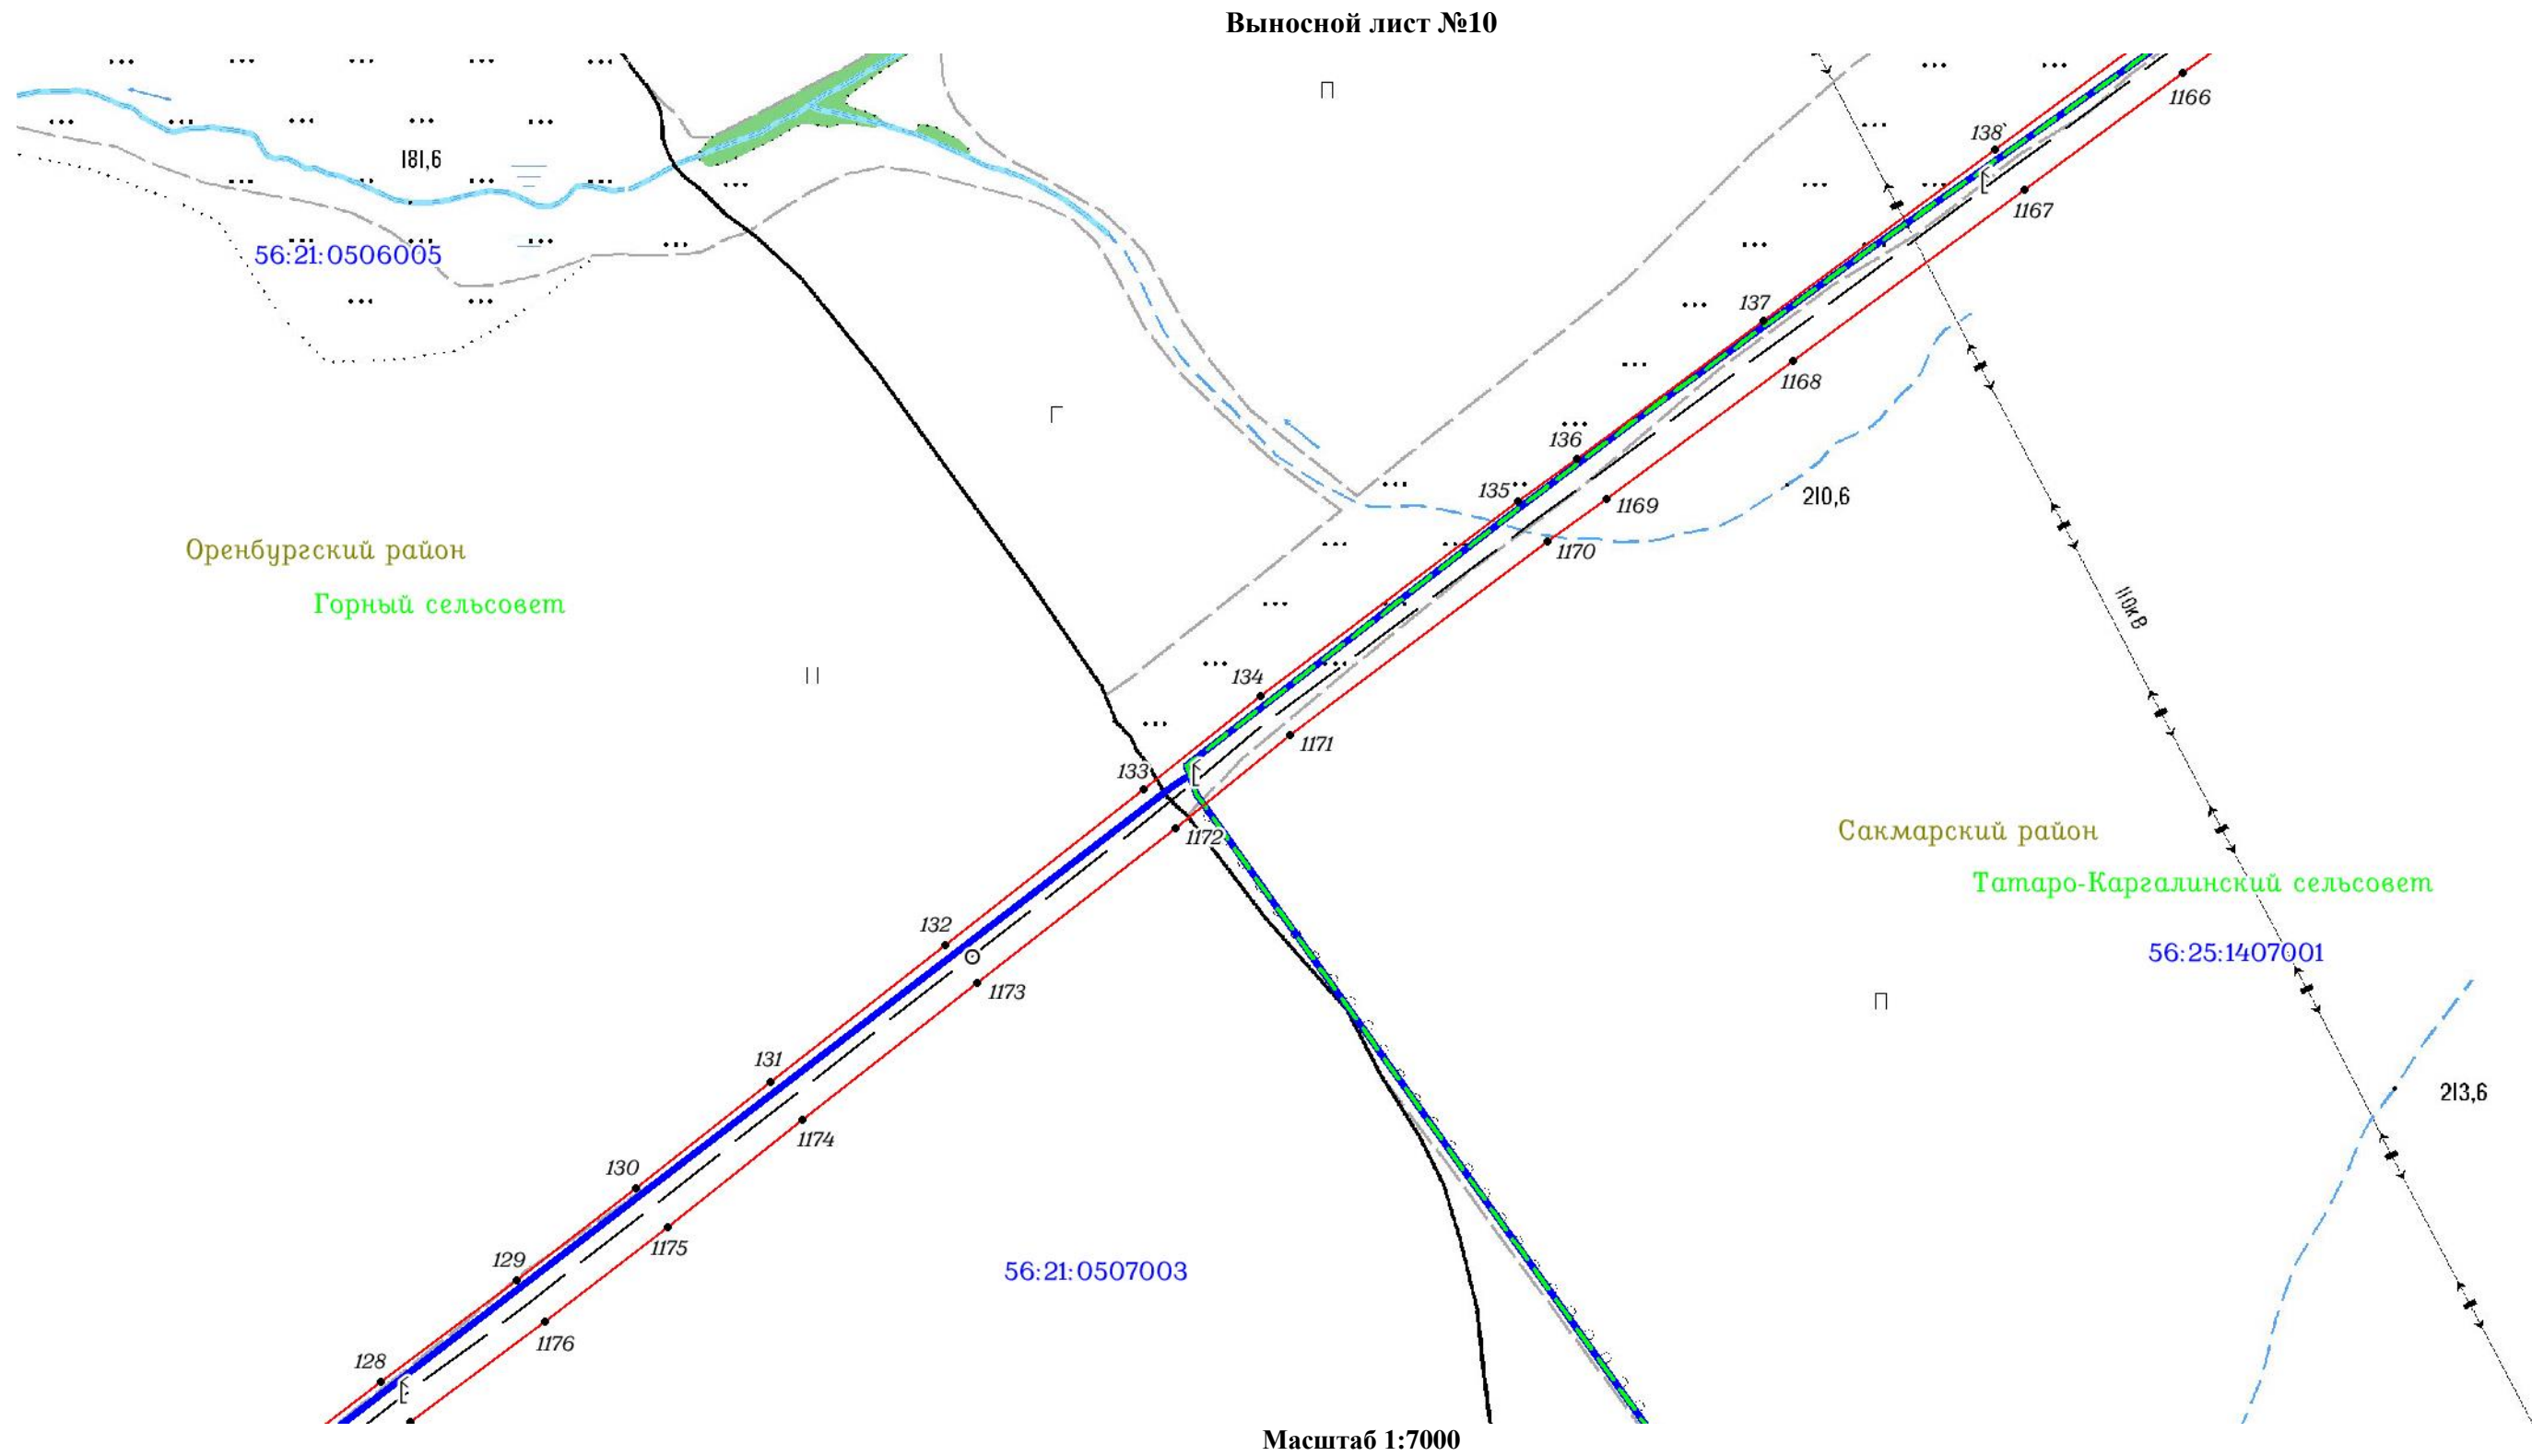 Выносной лист №10
П
1166
138
181,6
1167
56:21:0506005
137
1168
Г
136
135
1169
210,6
1170
Оренбургский район
Горный сельсовет
110кВ
134
1171
133
1172
Сакмарский район
Татаро-Каргалинский сельсовет
132
56:25:1407001
1173
П
131
213,6
1174
130
1175
129
56:21:0507003
1176
128
Масштаб 1:7000